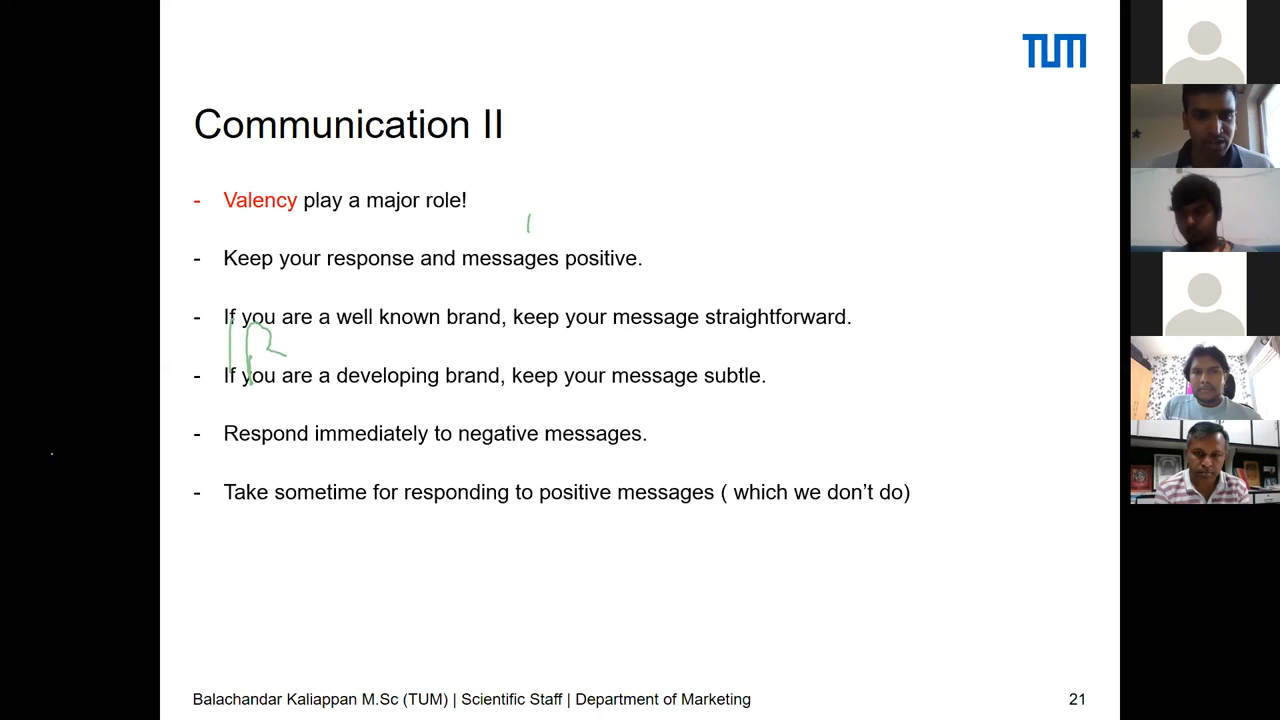 TUM
Communication II
- Valency play a major role!
- Keep your response and messages positive.
- If you are a well known brand, keep your message straightforward.
- If you are a developing brand, keep your message subtle.
- Respond immediately to negative messages.
- Take sometime for responding to positive messages ( which we don’t do)
Balachandar Kaliappan M.Sc (TUM) | Scientific Staff | Department of Marketing
21